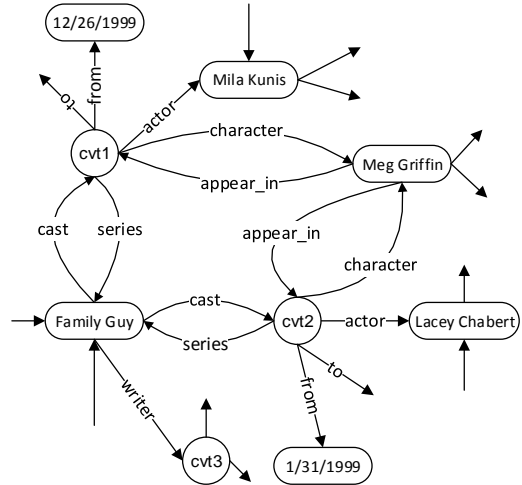 12/26/1999
to
from
actor
Mila Kunis
cvt1
character
Meg Griffin
appear_in
cast
series
appear_in
character
Family Guy
cast
series
cvt2
actor
Lacey Chabert
writer
from
to
cvt3
1/31/1999